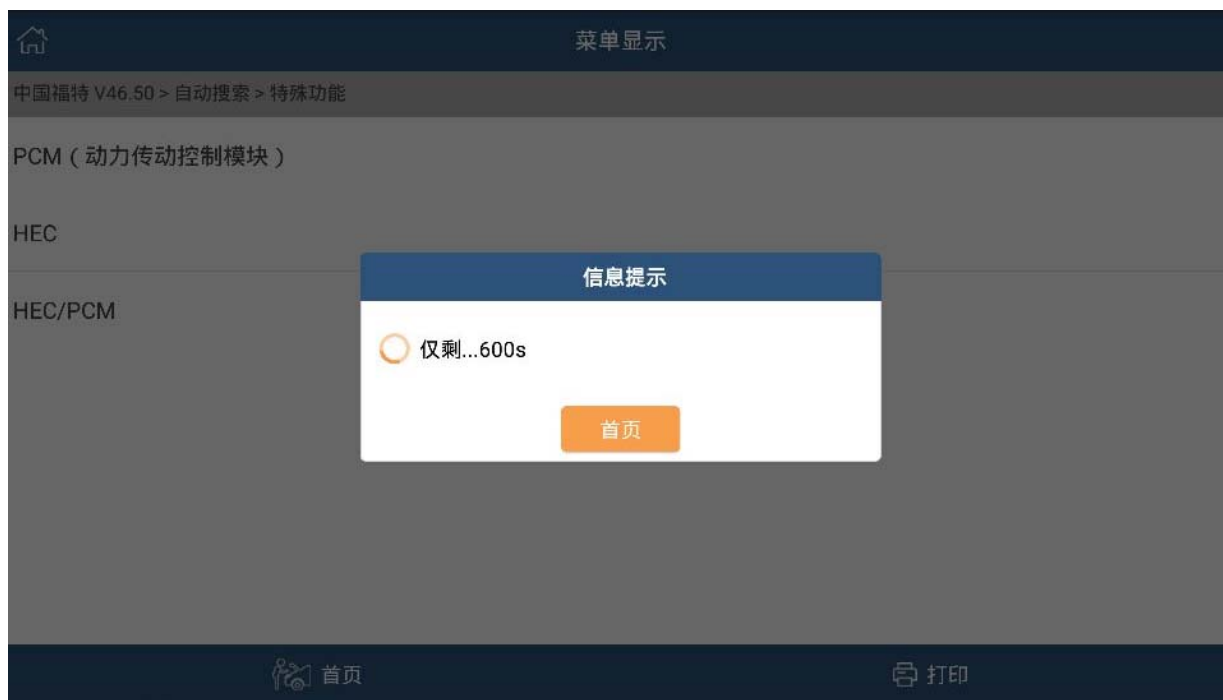 菜单显示
中国福特 V46.50 > 自动搜索 > 特殊功能
PCM（动力传动控制模块）
HEC
HEC/PCM
信息提示
仅剩...600s
首页
首页
打印